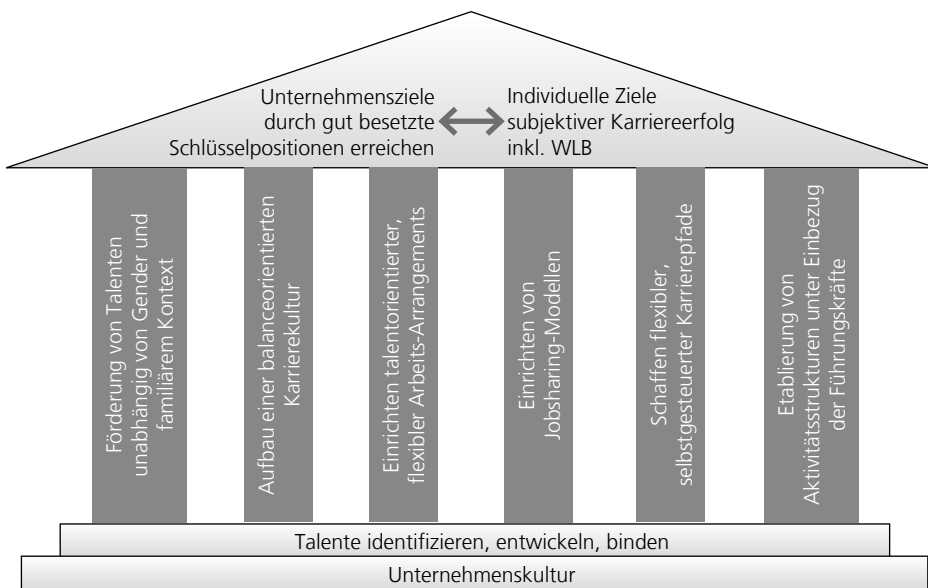 Unternehmensziele
durch gut besetzte
Schlüsselpositionen erreichen
Individuelle Ziele
subjektiver Karriereerfolg
inkl. WLB
Förderung von Talenten
unabhängig von Gender und
familiärem Kontext
Aufbau einer balanceorientierten
Karrierekultur
Einrichten talentorientierter,
flexibler Arbeits-Arrangements
Einrichten von
Jobsharing-Modellen
Schaffen flexibler,
selbstgesteuerter Karrierepfade
Etablierung von
Aktivitätsstrukturen unter Einbezug
der Führungskräfte
Talente identifizieren, entwickeln, binden
Unternehmenskultur